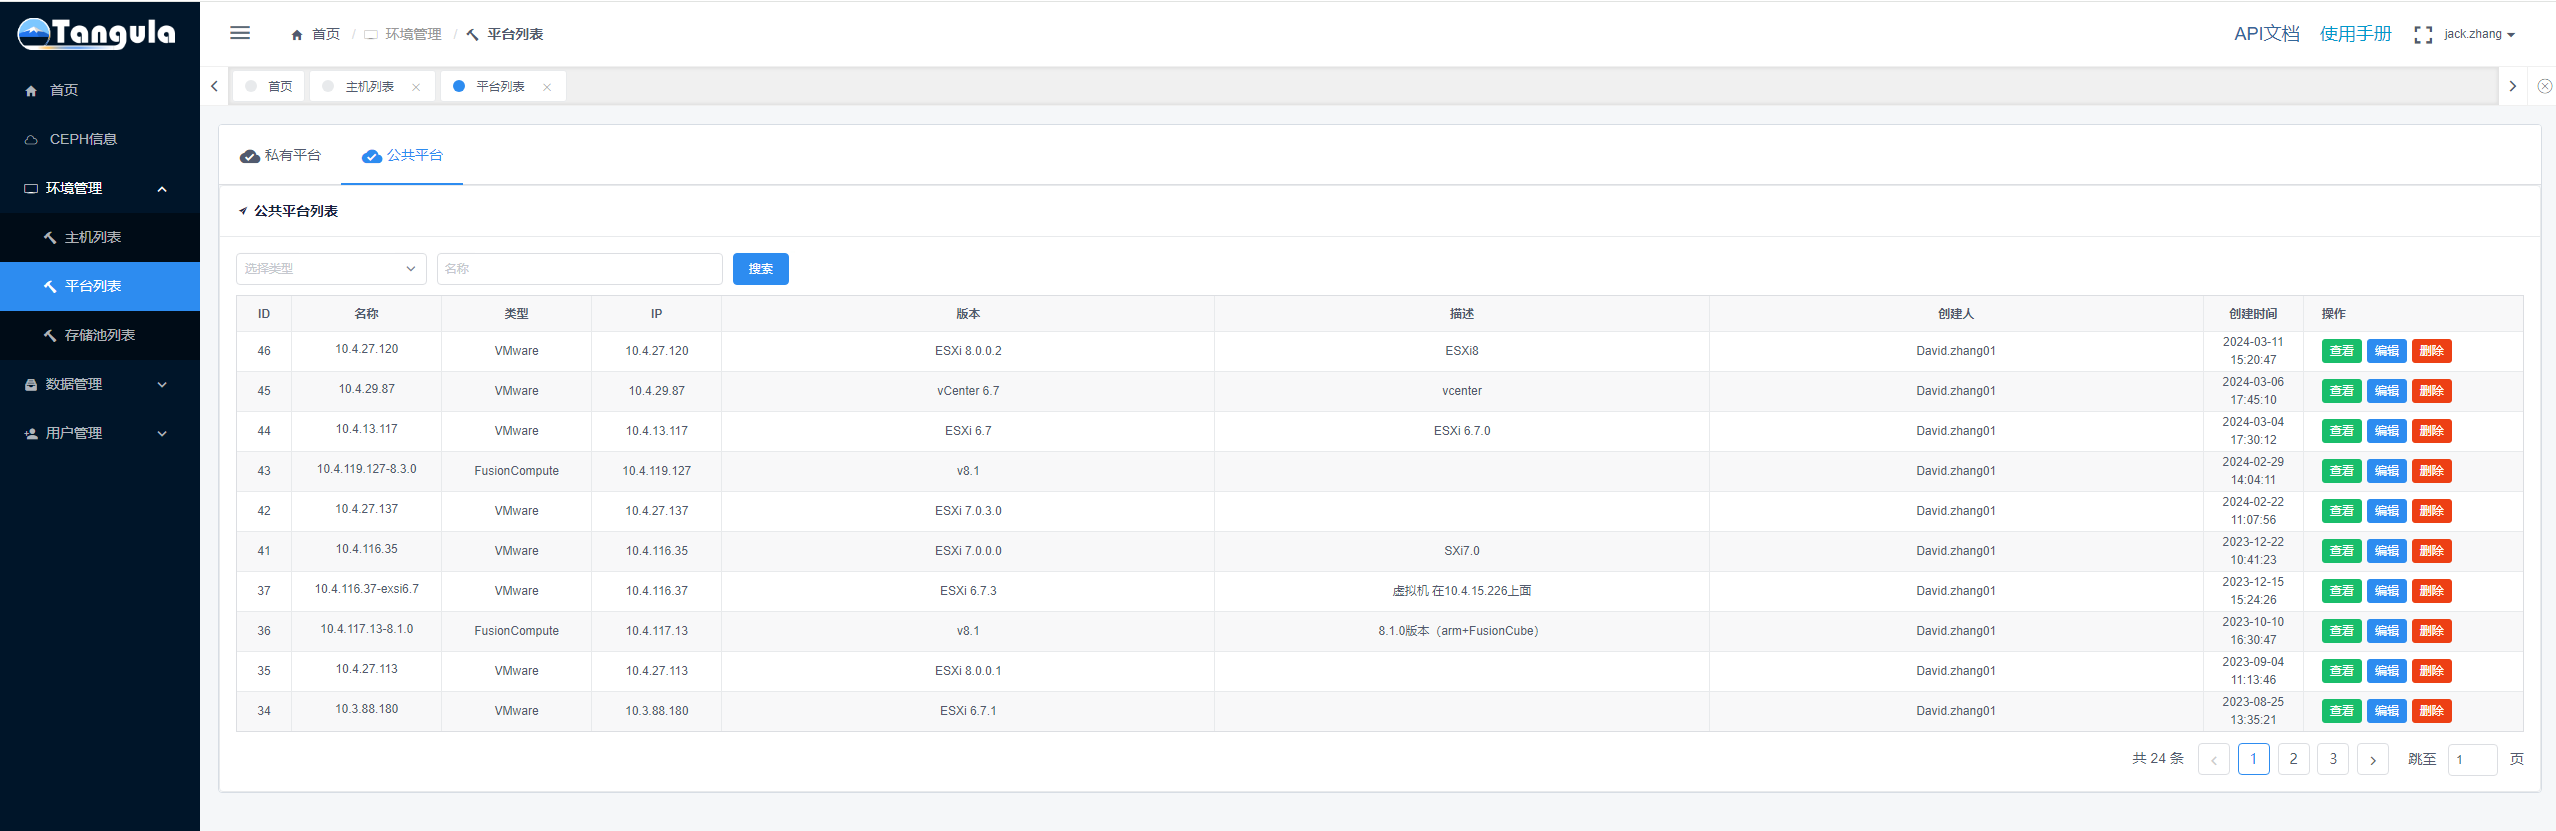 Tangula
首页
CEPH信息
环境管理
主机列表
平台列表
存储池列表
数据管理
用户管理
首页 / 环境管理 / 平台列表
API文档 使用手册 jack.zhang
首页 主机列表 平台列表
私有平台 公共平台
公共平台列表
选择类型 名称 搜索
ID 名称 类型 IP 版本 描述 创建人 创建时间 操作
46 10.4.27.120 VMware 10.4.27.120 ESXi 8.0.0.2 ESXi8 David.zhang01 2024-03-11 15:20:47 查看 编辑 删除
45 10.4.29.87 VMware 10.4.29.87 vCenter 6.7 vcenter David.zhang01 2024-03-06 17:45:10 查看 编辑 删除
44 10.4.13.117 VMware 10.4.13.117 ESXi 6.7 ESXi 6.7.0 David.zhang01 2024-03-04 17:30:12 查看 编辑 删除
43 10.4.119.127-8.3.0 FusionCompute 10.4.119.127 v8.1 David.zhang01 2024-02-29 14:04:11 查看 编辑 删除
42 10.4.27.137 VMware 10.4.27.137 ESXi 7.0.3.0 David.zhang01 2024-02-22 11:07:56 查看 编辑 删除
41 10.4.116.35 VMware 10.4.116.35 ESXi 7.0.0.0 SXi7.0 David.zhang01 2023-12-22 10:41:23 查看 编辑 删除
37 10.4.116.37-exsi6.7 VMware 10.4.116.37 ESXi 6.7.3 虚拟机 在10.4.15.226上面 David.zhang01 2023-12-15 15:24:26 查看 编辑 删除
36 10.4.117.13-8.1.0 FusionCompute 10.4.117.13 v8.1 8.1.0版本（arm+FusionCube） David.zhang01 2023-10-10 16:30:47 查看 编辑 删除
35 10.4.27.113 VMware 10.4.27.113 ESXi 8.0.0.1 David.zhang01 2023-09-04 11:13:46 查看 编辑 删除
34 10.3.88.180 VMware 10.3.88.180 ESXi 6.7.1 David.zhang01 2023-08-25 13:35:21 查看 编辑 删除
共 24 条 1 2 3 跳至 1 页